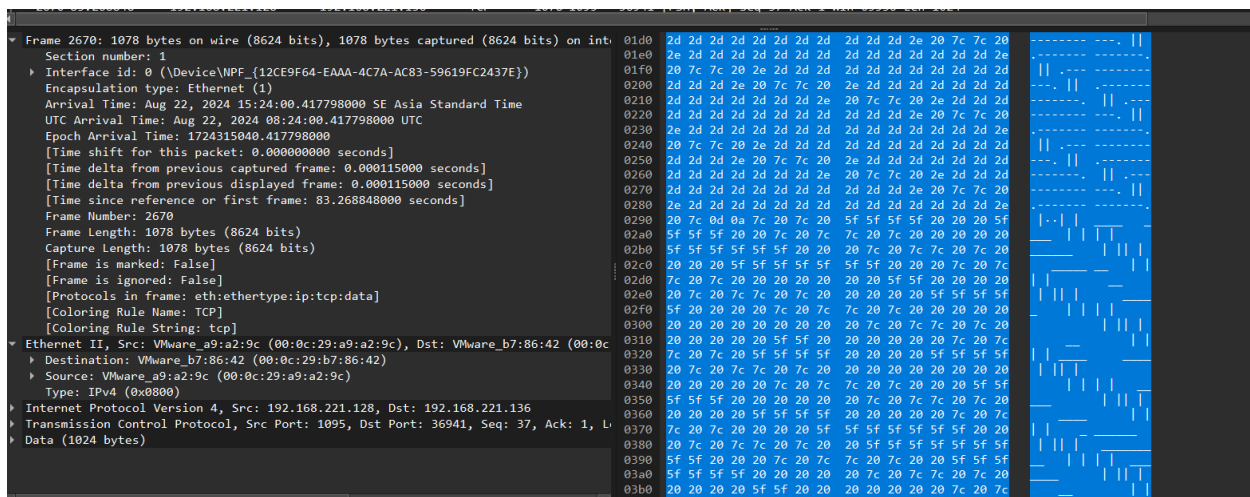 Frame 2670: 1078 bytes on wire (8624 bits), 1078 bytes captured (8624 bits) on inte
Section number: 1
Interface id: 0 (\Device\NPF_{12CE9F64-EAAA-4C7A-AC83-59619FC2437E})
Encapsulation type: Ethernet (1)
Arrival Time: Aug 22, 2024 15:24:00.417798000 SE Asia Standard Time
UTC Arrival Time: Aug 22, 2024 08:24:00.417798000 UTC
Epoch Arrival Time: 1724315040.417798000
[Time shift for this packet: 0.000000000 seconds]
[Time delta from previous captured frame: 0.000115000 seconds]
[Time delta from previous displayed frame: 0.000115000 seconds]
[Time since reference or first frame: 83.268848000 seconds]
Frame Number: 2670
Frame Length: 1078 bytes (8624 bits)
Capture Length: 1078 bytes (8624 bits)
[Frame is marked: False]
[Frame is ignored: False]
[Protocols in frame: eth:ethertype:ip:tcp:data]
[Coloring Rule Name: TCP]
[Coloring Rule String: tcp]
Ethernet II, Src: VMware_a9:a2:9c (00:0c:29:a9:a2:9c), Dst: VMware_b7:86:42 (00:0c
Destination: VMware_b7:86:42 (00:0c:29:b7:86:42)
Source: VMware_a9:a2:9c (00:0c:29:a9:a2:9c)
Type: IPv4 (0x0800)
Internet Protocol Version 4, Src: 192.168.221.128, Dst: 192.168.221.136
Transmission Control Protocol, Src Port: 1095, Dst Port: 36941, Seq: 37, Ack: 1, Le
Data (1024 bytes)
01d0 2d 2d 2d 2d 2d 2d 2d 2d 2d 2d 2d 2e 20 7c 7c 20
01e0 2e 2d 2d 2d 2d 2d 2d 2d 2d 2d 2d 2d 2d 2d 2d 2e
01f0 20 7c 7c 20 2e 2d 2d 2d 2d 2d 2d 2d 2d 2d 2d 2d
0200 2d 2d 2d 2e 20 7c 7c 20 2e 2d 2d 2d 2d 2d 2d 2d
0210 2d 2d 2d 2d 2d 2d 2d 2e 20 7c 7c 20 2e 2d 2d 2d
0220 2d 2d 2d 2d 2d 2d 2d 2d 2d 2d 2d 2e 20 7c 7c 20
0230 2e 2d 2d 2d 2d 2d 2d 2d 2d 2d 2d 2d 2d 2d 2d 2e
0240 20 7c 7c 20 2e 2d 2d 2d 2d 2d 2d 2d 2d 2d 2d 2d
0250 2d 2d 2d 2e 20 7c 7c 20 2e 2d 2d 2d 2d 2d 2d 2d
0260 2d 2d 2d 2d 2d 2d 2d 2e 20 7c 7c 20 2e 2d 2d 2d
0270 2d 2d 2d 2d 2d 2d 2d 2d 2d 2d 2d 2e 20 7c 7c 20
0280 2e 2d 2d 2d 2d 2d 2d 2d 2d 2d 2d 2d 2d 2d 2d 2e
0290 20 7c 0d 0a 7c 20 7c 20 5f 5f 5f 5f 20 20 20 5f
02a0 5f 5f 5f 20 20 7c 20 7c 7c 20 7c 20 20 20 20 20
02b0 5f 5f 5f 5f 5f 5f 20 20 20 7c 20 7c 7c 20 7c 20
02c0 20 20 20 5f 5f 5f 5f 5f 5f 5f 20 20 20 7c 20 7c
02d0 7c 20 7c 20 20 20 20 20 20 20 5f 5f 20 20 20 20
02e0 20 7c 20 7c 7c 20 7c 20 20 20 20 20 5f 5f 5f 5f
02f0 5f 20 20 20 20 7c 20 7c 7c 20 7c 20 20 20 20 20
0300 20 20 20 20 20 20 20 20 20 7c 20 7c 7c 20 7c 20
0310 20 20 20 20 20 5f 5f 20 20 20 20 20 20 7c 20 7c
0320 7c 20 7c 20 5f 5f 5f 5f 20 20 20 20 5f 5f 5f 5f
0330 20 7c 20 7c 7c 20 7c 20 20 20 20 20 20 20 20 20
0340 20 20 20 20 20 7c 20 7c 7c 20 7c 20 20 20 5f 5f
0350 5f 5f 5f 20 20 20 20 20 20 7c 20 7c 7c 20 7c 20
0360 20 20 20 20 5f 5f 5f 5f 20 20 20 20 20 7c 20 7c
0370 7c 20 7c 20 20 20 20 5f 5f 5f 5f 5f 5f 5f 20 20
0380 20 7c 20 7c 7c 20 7c 20 20 5f 5f 5f 5f 5f 5f 5f
0390 5f 5f 20 20 20 7c 20 7c 7c 20 7c 20 20 5f 5f 5f
03a0 5f 5f 5f 5f 20 20 20 20 20 7c 20 7c 7c 20 7c 20
03b0 20 20 20 20 5f 5f 20 20 20 20 20 20 20 7c 20 7c